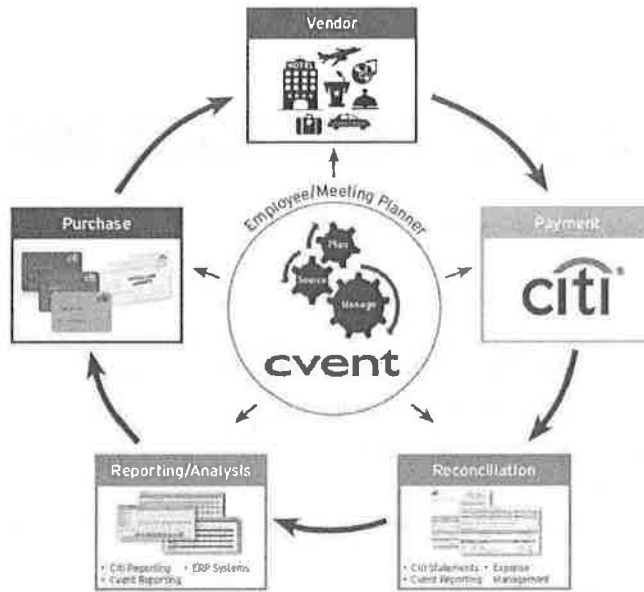 Vendor
HOTEL
Employee/Meeting Planner
Purchase
Payment
Plan
Source
Manage
citi®
cvent
Reporting/Analysis
Reconciliation
• Citi Reporting • ERP Systems
• Cvent Reporting
• Citi Statements • Expense
• Cvent Reporting Management